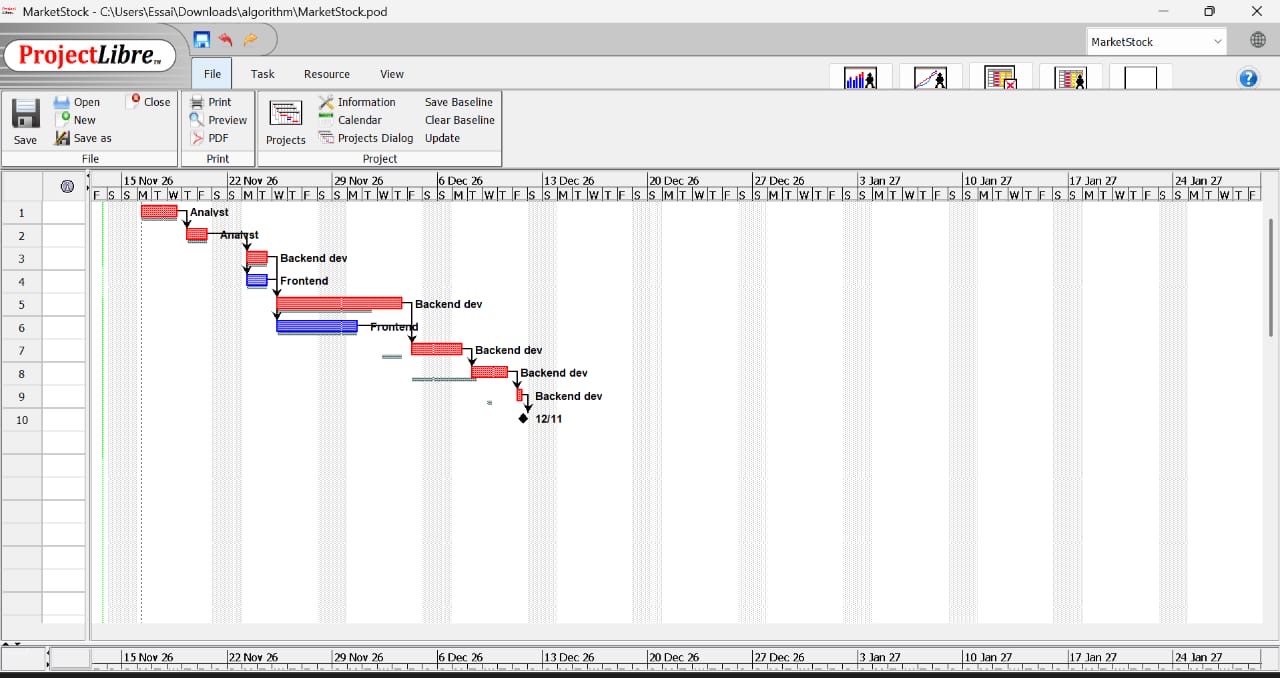 MarketStock - C:\Users\Essai\Downloads\algorithm\MarketStock.pod
ProjectLibre™
MarketStock
File Task Resource View
Save
Open
New
Save as
Close
File
Print
Preview
PDF
Print
Projects
Information
Calendar
Projects Dialog
Save Baseline
Clear Baseline
Update
Project
15 Nov 26 22 Nov 26 29 Nov 26 6 Dec 26 13 Dec 26 20 Dec 26 27 Dec 26 3 Jan 27 10 Jan 27 17 Jan 27 24 Jan 27
F S S M T W T F S S M T W T F S S M T W T F S S M T W T F S S M T W T F S S M T W T F S S M T W T F S S M T W T F S S M T W T F S S M T W T F S S M T W T F
1 Analyst
2 Analyst
3 Backend dev
4 Frontend
5 Backend dev
6 Frontend
7 Backend dev
8 Backend dev
9 Backend dev
10 12/11
15 Nov 26 22 Nov 26 29 Nov 26 6 Dec 26 13 Dec 26 20 Dec 26 27 Dec 26 3 Jan 27 10 Jan 27 17 Jan 27 24 Jan 27